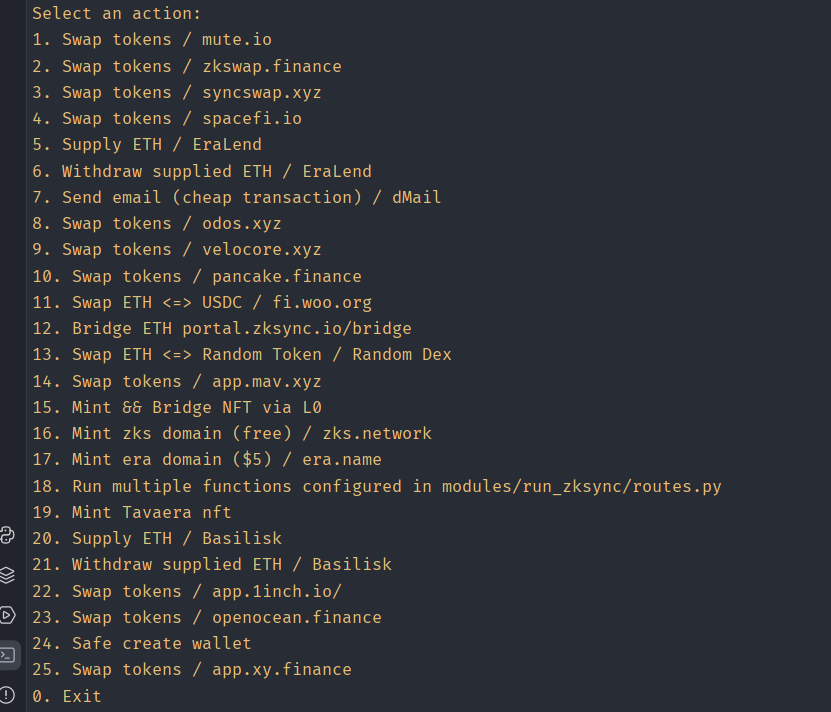 Select an action:
1. Swap tokens / mute.io
2. Swap tokens / zkswap.finance
3. Swap tokens / syncswap.xyz
4. Swap tokens / spacefi.io
5. Supply ETH / EraLend
6. Withdraw supplied ETH / EraLend
7. Send email (cheap transaction) / dMail
8. Swap tokens / odos.xyz
9. Swap tokens / velocore.xyz
10. Swap tokens / pancake.finance
11. Swap ETH <=> USDC / fi.woo.org
12. Bridge ETH portal.zksync.io/bridge
13. Swap ETH <=> Random Token / Random Dex
14. Swap tokens / app.mav.xyz
15. Mint && Bridge NFT via L0
16. Mint zks domain (free) / zks.network
17. Mint era domain ($5) / era.name
18. Run multiple functions configured in modules/run_zksync/routes.py
19. Mint Tavaera nft
20. Supply ETH / Basilisk
21. Withdraw supplied ETH / Basilisk
22. Swap tokens / app.1inch.io/
23. Swap tokens / openocean.finance
24. Safe create wallet
25. Swap tokens / app.xy.finance
0. Exit